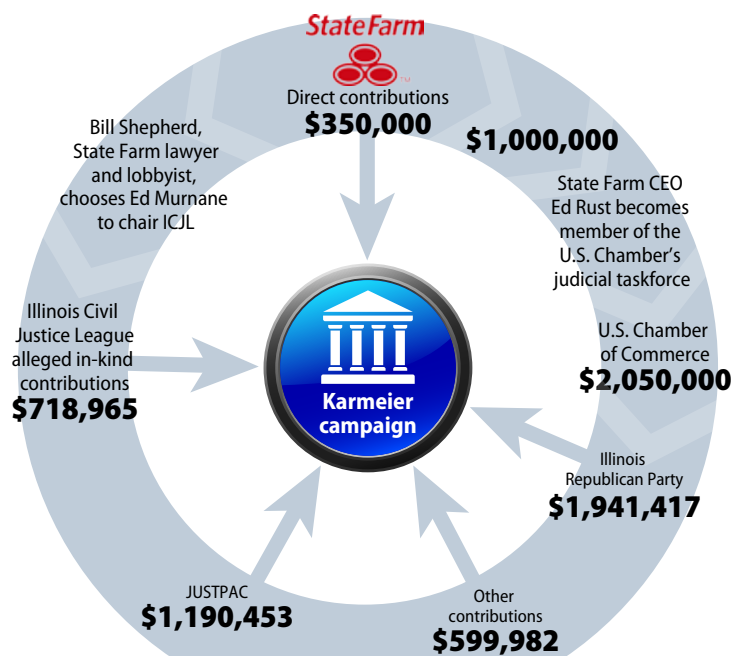 State Farm
TM
Direct contributions
$350,000
$1,000,000
Bill Shepherd,
State Farm lawyer
and lobbyist,
chooses Ed Murnane
to chair ICJL
State Farm CEO
Ed Rust becomes
member of the
U.S. Chamber’s
judicial taskforce
Illinois Civil
Justice League
alleged in-kind
contributions
$718,965
U.S. Chamber
of Commerce
$2,050,000
Karmeier
campaign
Illinois
Republican Party
$1,941,417
JUSTPAC
$1,190,453
Other
contributions
$599,982